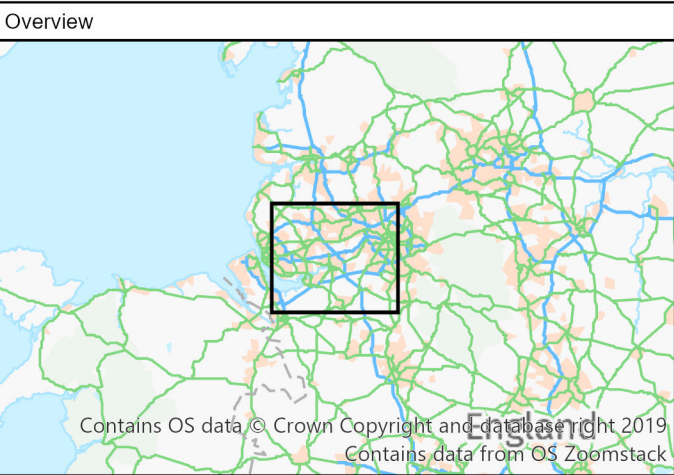 Overview
England
Contains OS data © Crown Copyright and database right 2019
Contains data from OS Zoomstack